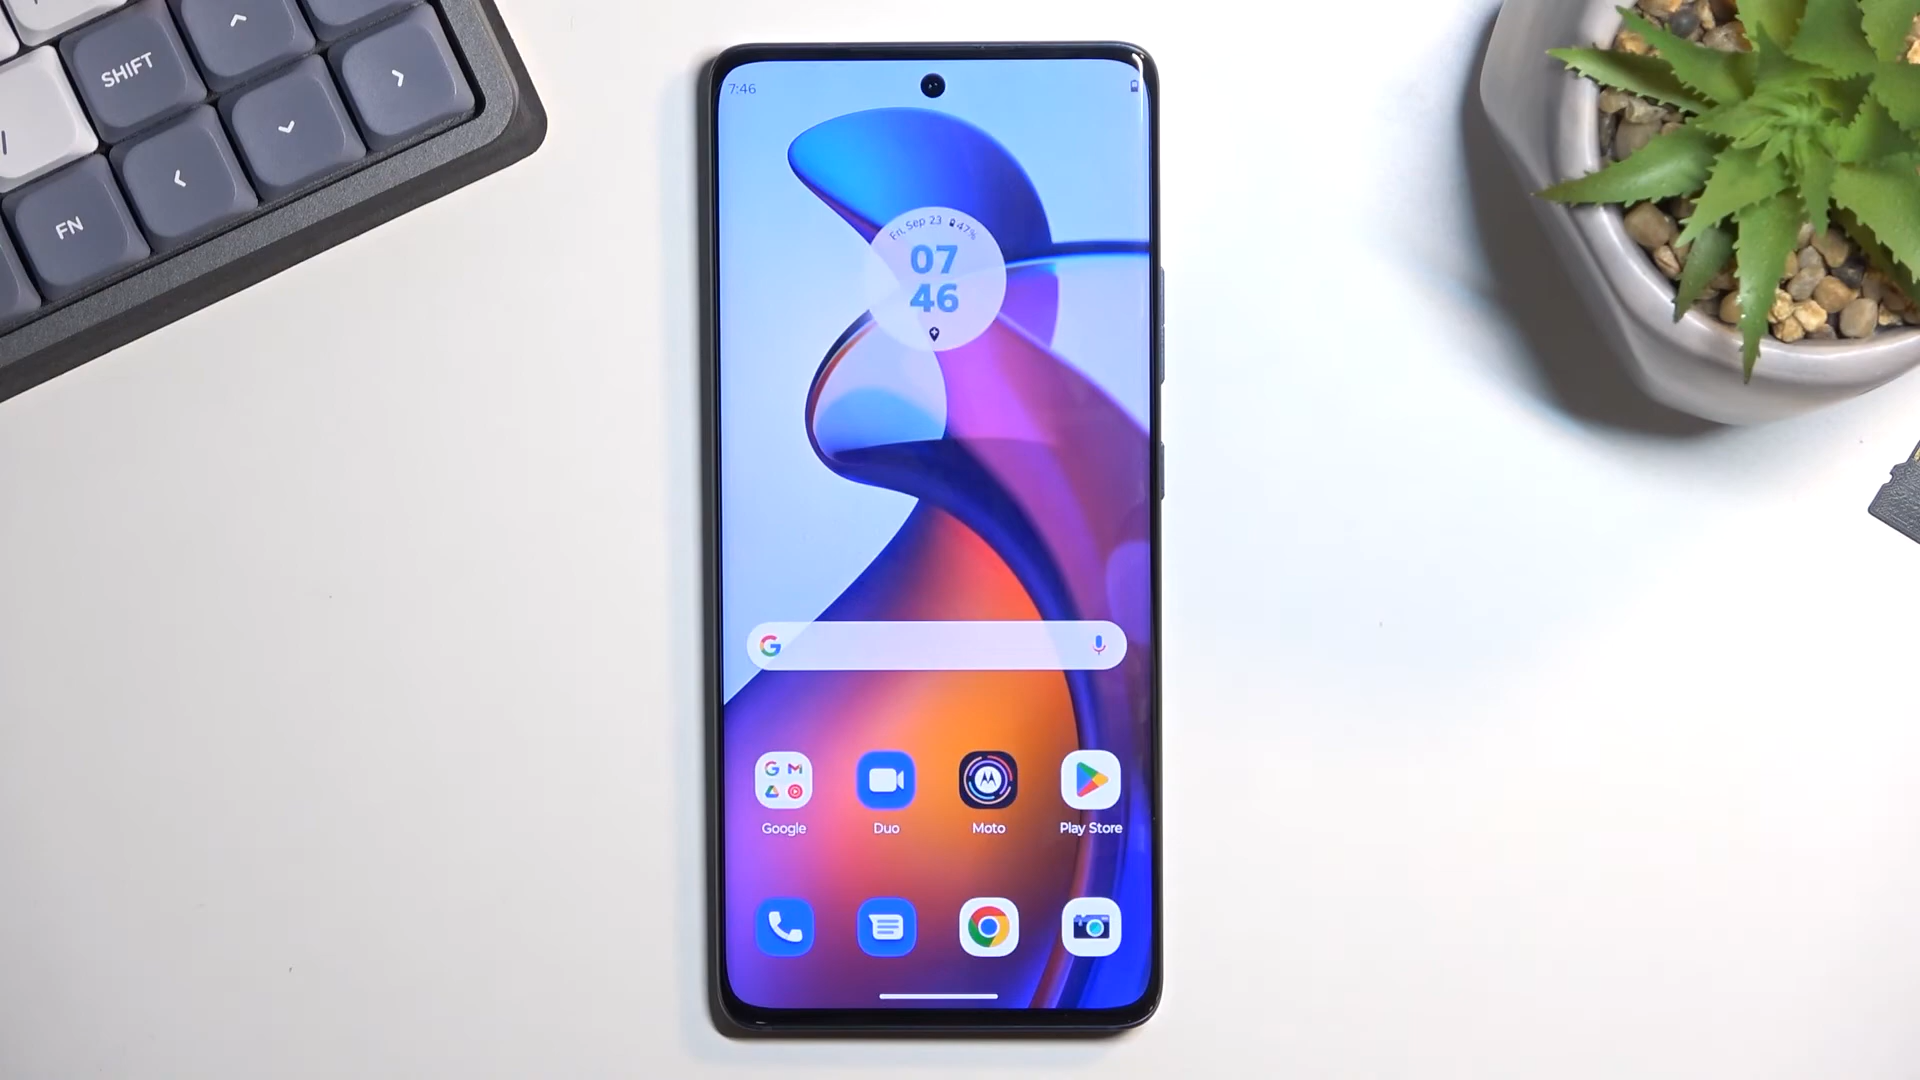 SHIFT
FN
7:46
Fri, Sep 23 47%
07
46
G
Google
Duo
Moto
Play Store